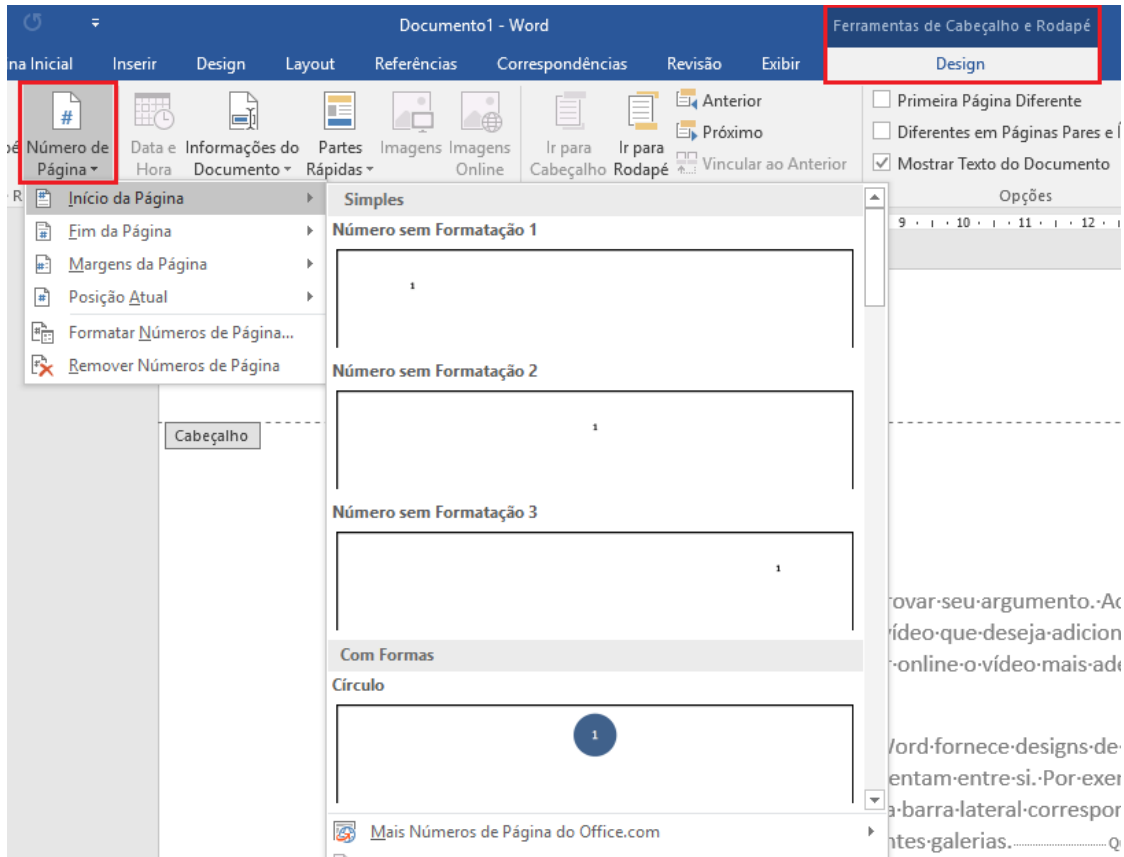 Documento1 - Word
Ferramentas de Cabeçalho e Rodapé
na Inicial Inserir Design Layout Referências Correspondências Revisão Exibir Design
Número de Página
Data e Hora
Informações do Documento
Partes Rápidas
Imagens
Imagens Online
Ir para Cabeçalho
Ir para Rodapé
Anterior
Próximo
Vincular ao Anterior
Primeira Página Diferente
Diferentes em Páginas Pares e Í
Mostrar Texto do Documento
Opções
9 10 11 12
Início da Página
Fim da Página
Margens da Página
Posição Atual
Formatar Números de Página...
Remover Números de Página
Simples
Número sem Formatação 1
1
Número sem Formatação 2
1
Número sem Formatação 3
1
Com Formas
Círculo
1
Mais Números de Página do Office.com
Cabeçalho
rovar·seu·argumento.·Ao
vídeo·que·deseja·adicion
r·online·o·vídeo·mais·ade
Word·fornece·designs·de·
entam·entre·si.·Por·exer
a·barra·lateral·correspor
ntes·galerias.